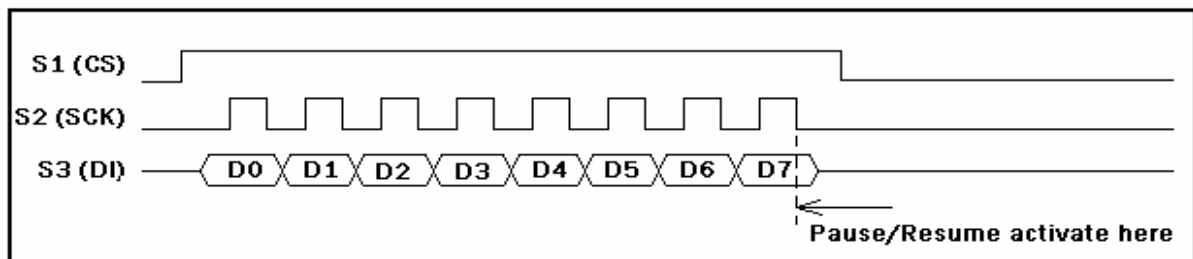 S1 (CS)
S2 (SCK)
S3 (DI) D0 D1 D2 D3 D4 D5 D6 D7
Pause/Resume activate here